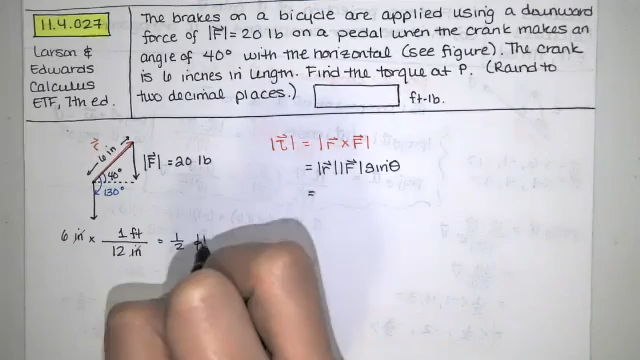 11.4.027
Larson &
Edwards
Calculus
ETF, 7th ed.
The brakes on a bicycle are applied using a downward
force of |F⃗| = 20 lb on a pedal when the crank makes an
angle of 40° with the horizontal (see figure). The crank
is 6 inches in length. Find the torque at P. (Round to
two decimal places.) ft-lb.
τ⃗
6 in
40°
130°
|F⃗| = 20 lb
|τ⃗| = |r⃗ × F⃗|
= |r⃗||F⃗| sin θ
=
6 in × 1 ft / 12 in = 1/2